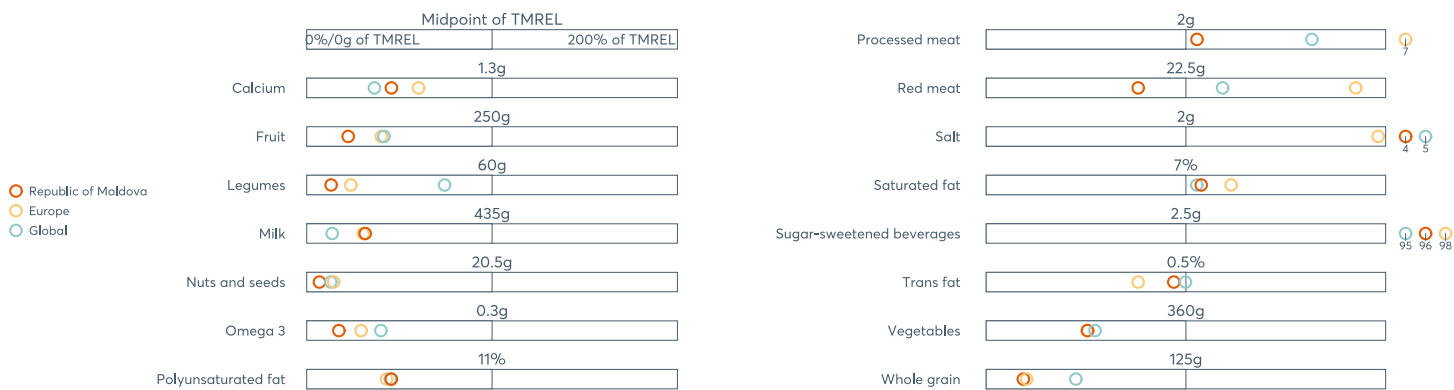 Midpoint of TMREL
0%/0g of TMREL 200% of TMREL
1.3g
Calcium
250g
Fruit
60g
Legumes
435g
Milk
20.5g
Nuts and seeds
0.3g
Omega 3
11%
Polyunsaturated fat
Republic of Moldova
Europe
Global
2g
Processed meat
7
22.5g
Red meat
2g
Salt
4 5
7%
Saturated fat
2.5g
Sugar-sweetened beverages
95 96 98
0.5%
Trans fat
360g
Vegetables
125g
Whole grain